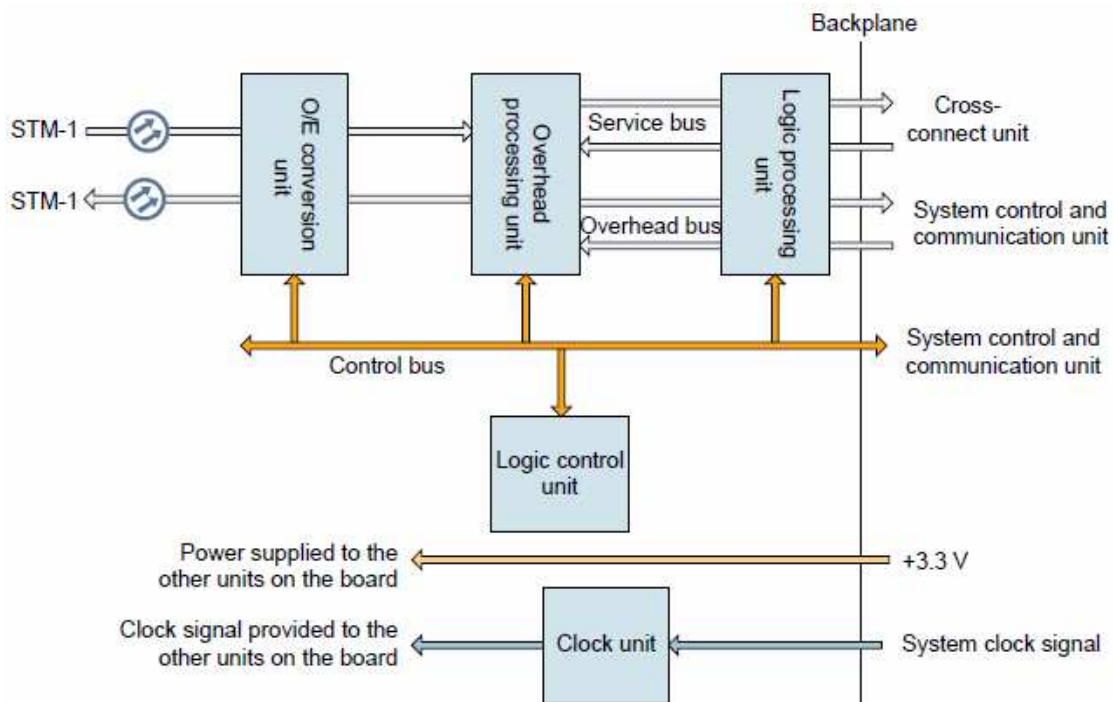 Backplane
STM-1
STM-1
O/E conversion
unit
Overhead
processing unit
Service bus
Overhead bus
Logic processing
unit
Cross-
connect unit
System control and
communication unit
Control bus
System control and
communication unit
Logic control
unit
Power supplied to the
other units on the board
+3.3 V
Clock signal provided to the
other units on the board
Clock unit
System clock signal